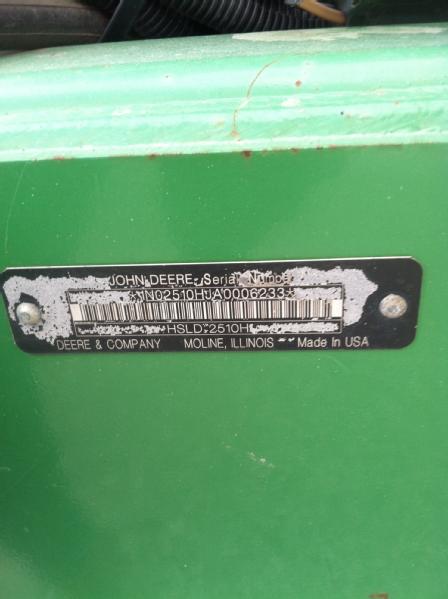 JOHN DEERE Serial Number
*1N02510HJA0006233*
HSLD-2510H
DEERE & COMPANY MOLINE, ILLINOIS Made In USA